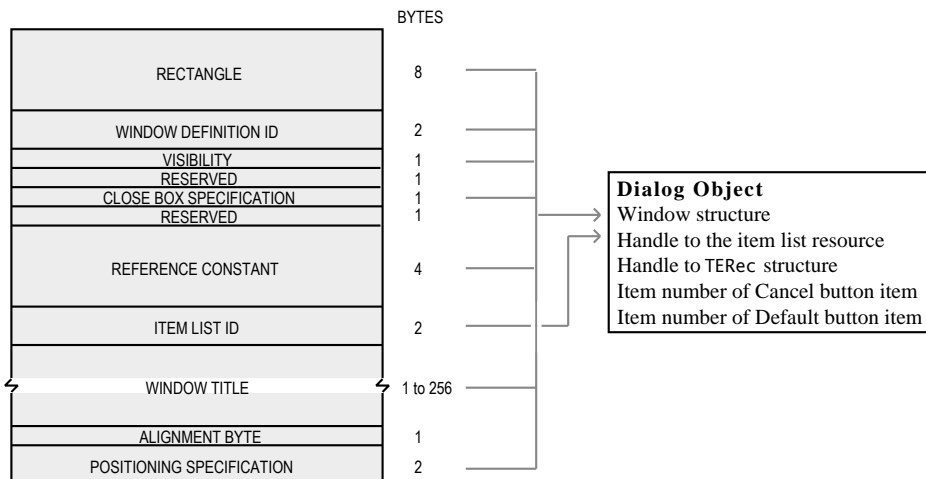 BYTES
RECTANGLE 8
WINDOW DEFINITION ID 2
VISIBILITY 1
RESERVED 1
CLOSE BOX SPECIFICATION 1
RESERVED 1
REFERENCE CONSTANT 4
ITEM LIST ID 2
WINDOW TITLE 1 to 256
ALIGNMENT BYTE 1
POSITIONING SPECIFICATION 2
Dialog Object
Window structure
Handle to the item list resource
Handle to TERec structure
Item number of Cancel button item
Item number of Default button item